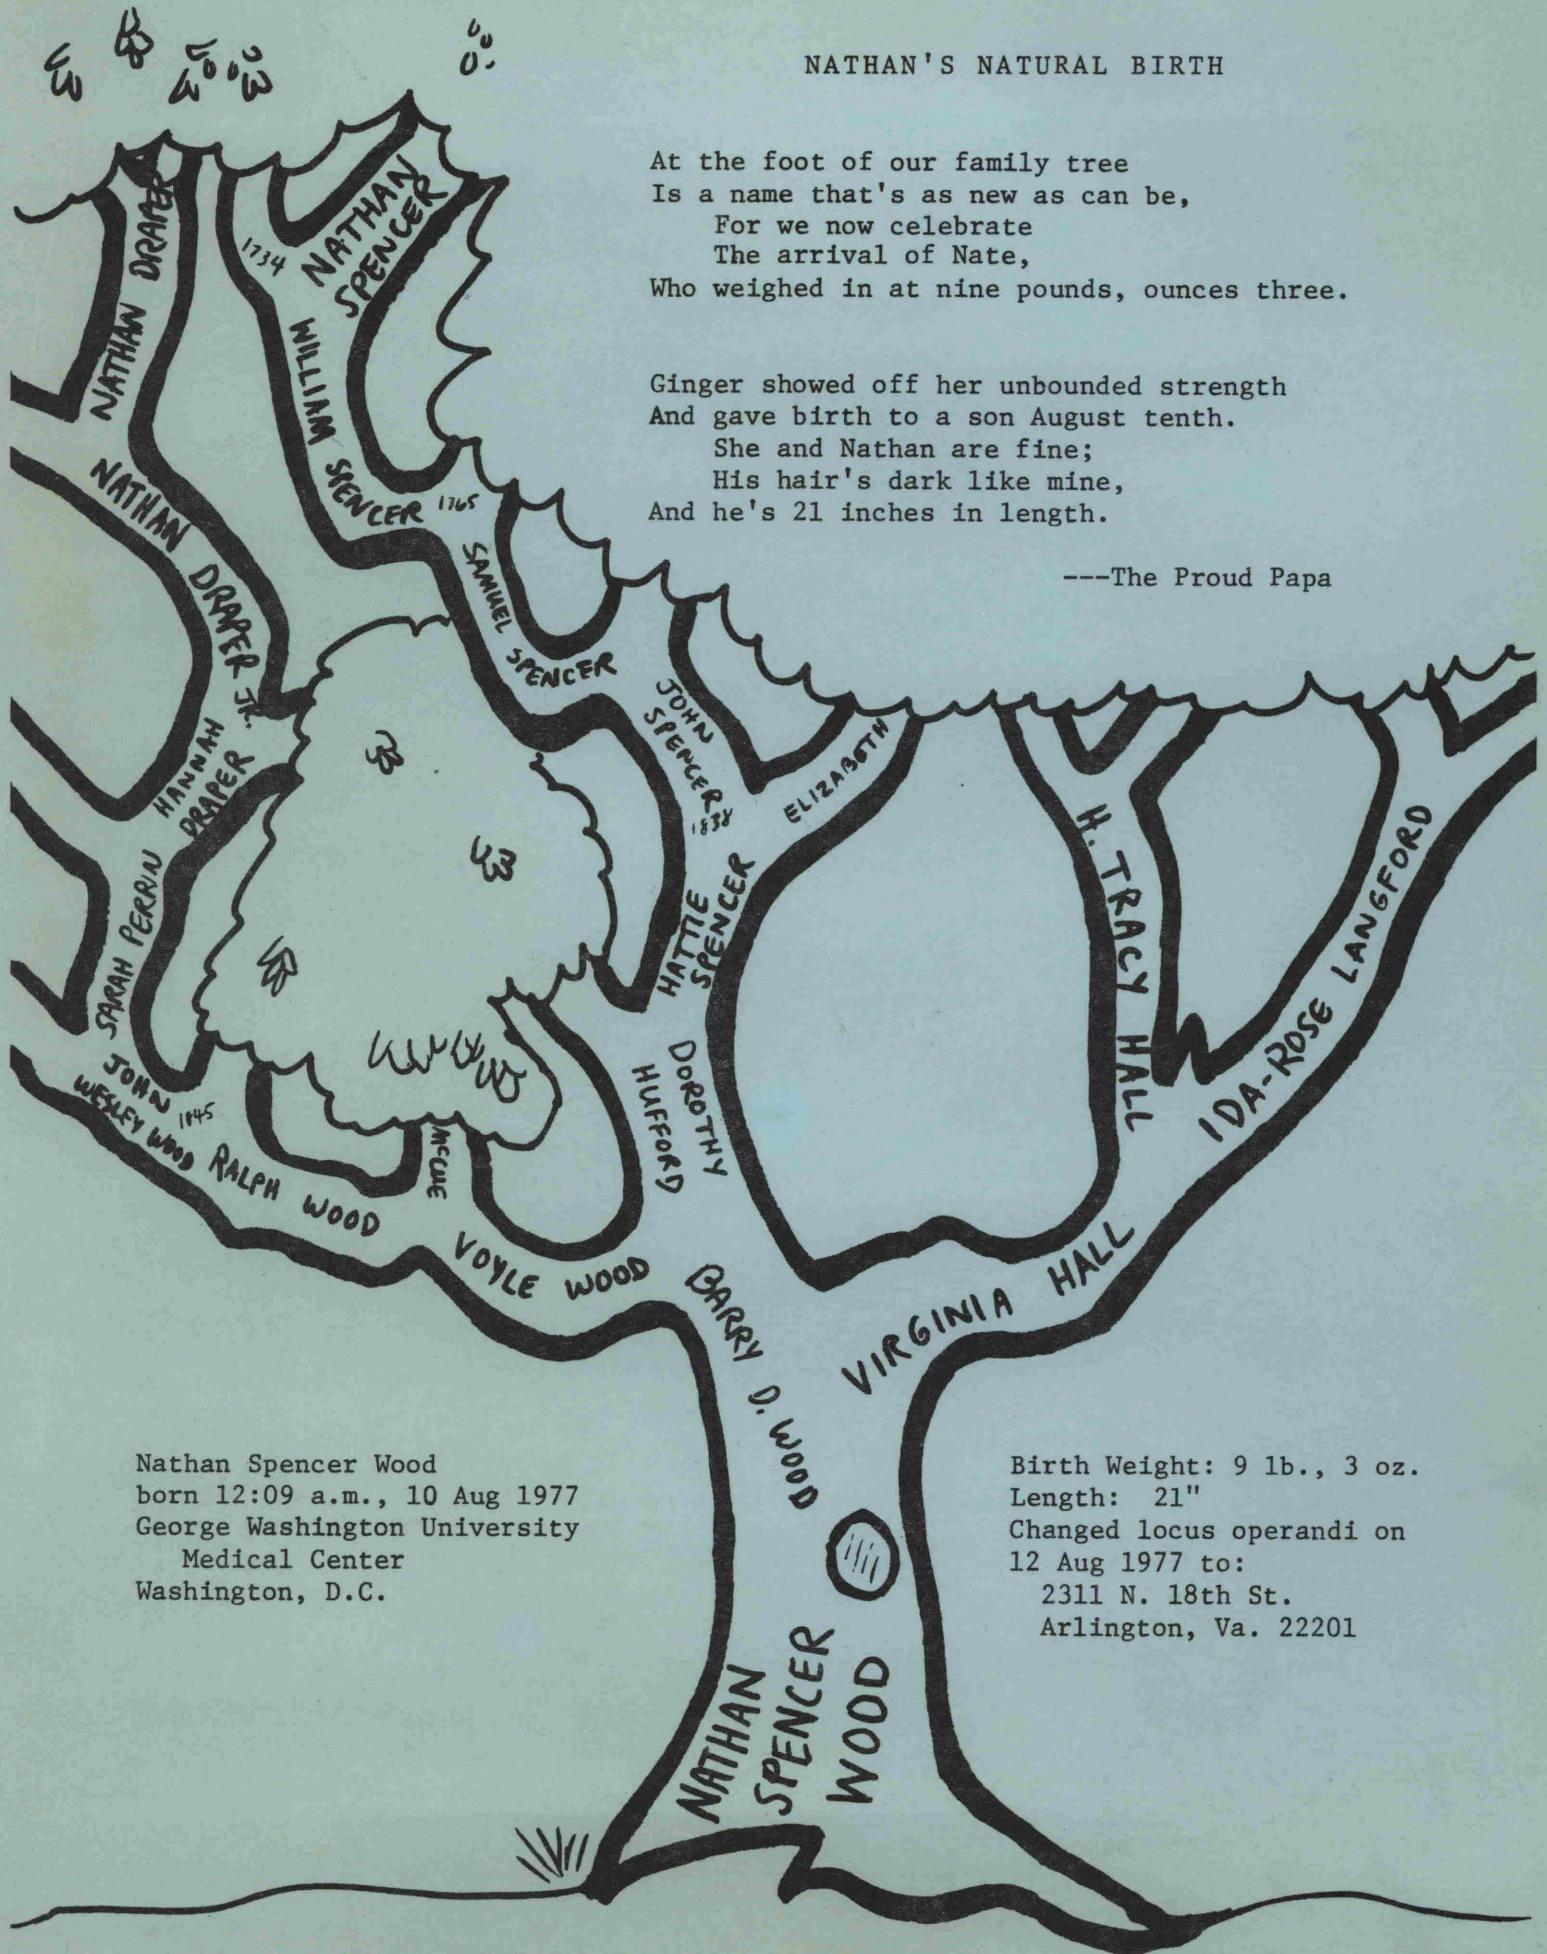 NATHAN'S NATURAL BIRTH
At the foot of our family tree
Is a name that's as new as can be,
For we now celebrate
The arrival of Nate,
Who weighed in at nine pounds, ounces three.
Ginger showed off her unbounded strength
And gave birth to a son August tenth.
She and Nathan are fine;
His hair's dark like mine,
And he's 21 inches in length.
---The Proud Papa
NATHAN DRAPER
1734
NATHAN
SPENCER
WILLIAM SPENCER 1765
NATHAN DRAPER JR.
SAMUEL SPENCER
JOHN
SPENCER
1838
ELIZABETH
HANNAH
DRAPER
HATTIE
SPENCER
H. TRACY HALL
IDA-ROSE LANGFORD
SARAH PERRIN
JOHN
WESLEY WOOD
1845
RALPH WOOD
McCUE
DOROTHY
HUFFORD
VOYLE WOOD
BARRY D. WOOD
VIRGINIA HALL
Nathan Spencer Wood
born 12:09 a.m., 10 Aug 1977
George Washington University
Medical Center
Washington, D.C.
Birth Weight: 9 lb., 3 oz.
Length: 21"
Changed locus operandi on
12 Aug 1977 to:
2311 N. 18th St.
Arlington, Va. 22201
NATHAN
SPENCER
WOOD